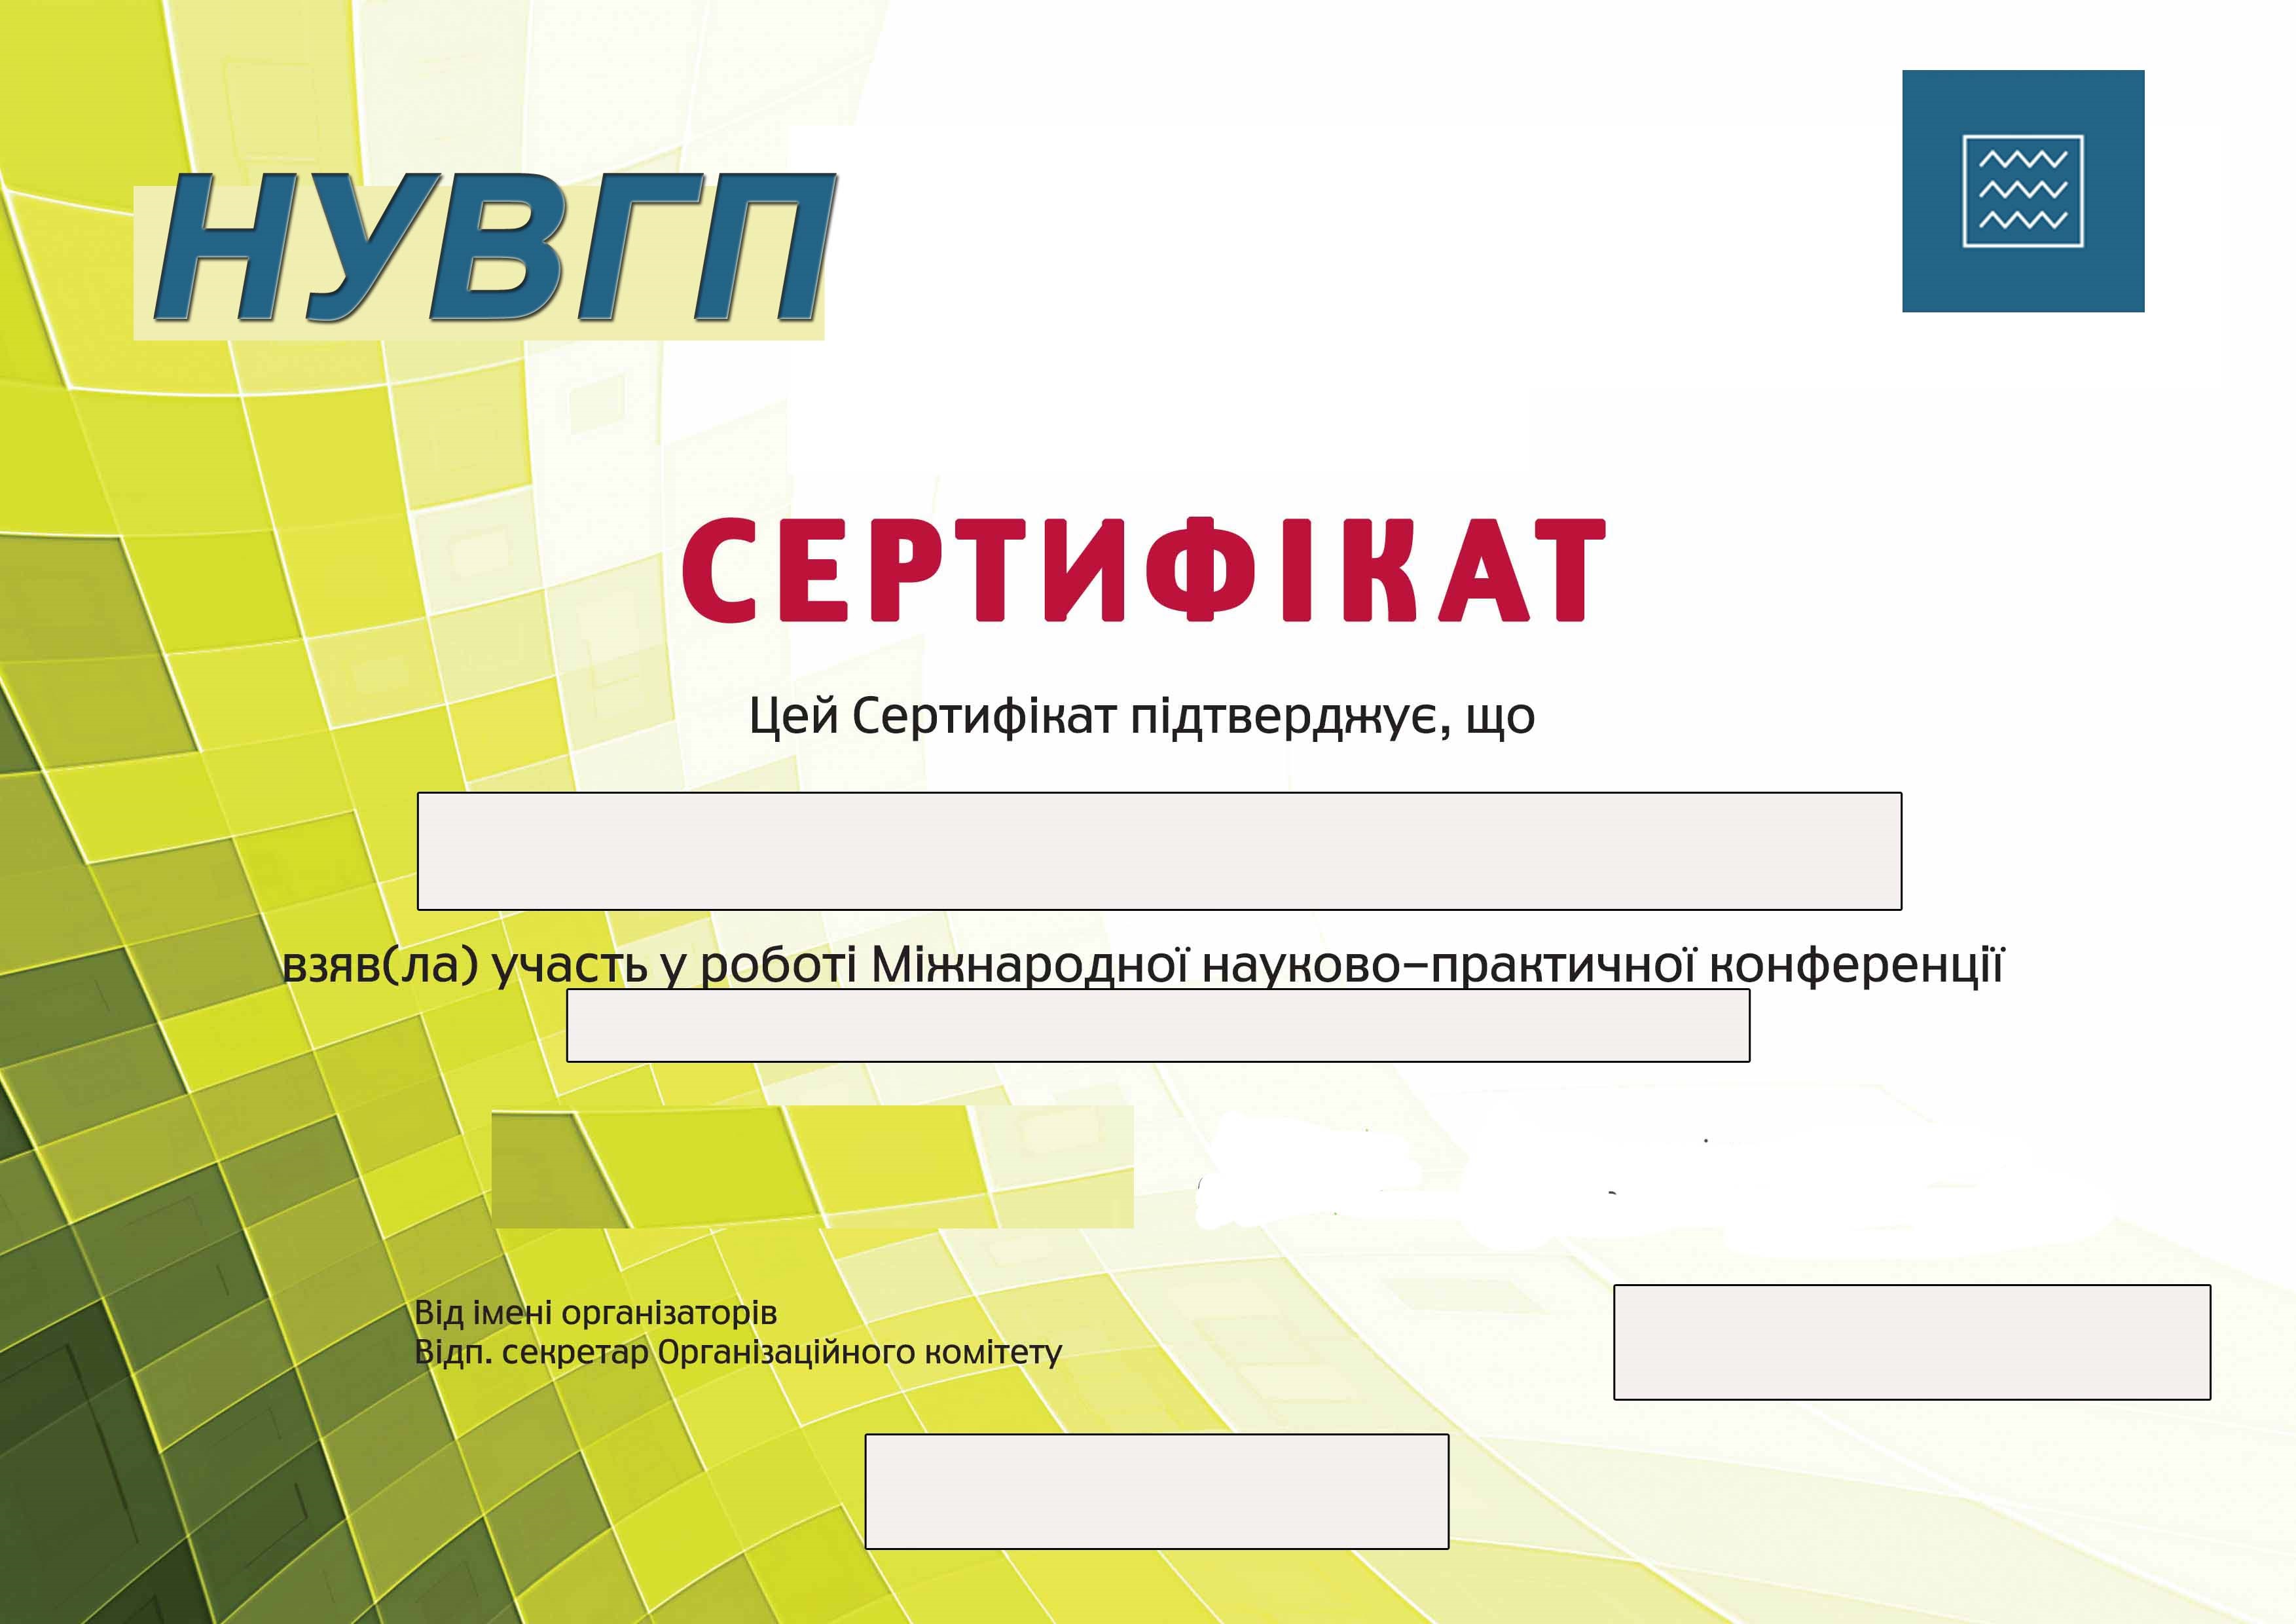 НУВГП
СЕРТИФІКАТ
Цей Сертифікат підтверджує, що
взяв(ла) участь у роботі Міжнародної науково-практичної конференції
Від імені організаторів
Відп. секретар Організаційного комітету